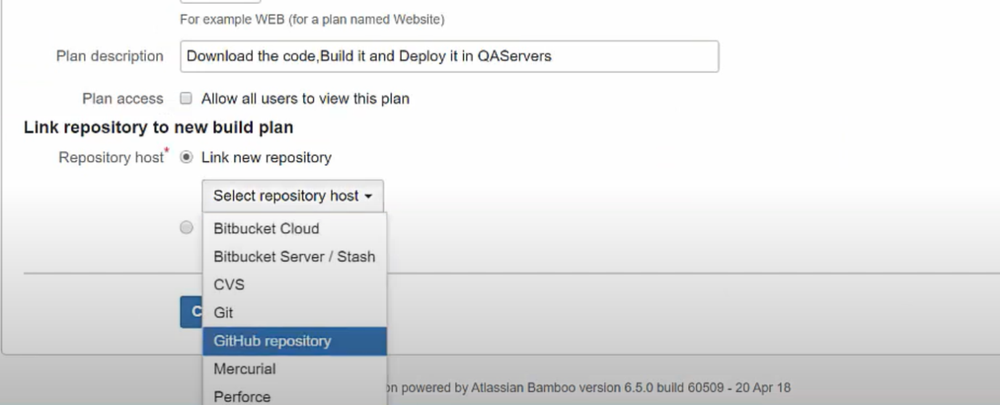 For example WEB (for a plan named Website)
Plan description
Download the code,Build it and Deploy it in QAServers
Plan access
Allow all users to view this plan
Link repository to new build plan
Repository host*
Link new repository
Select repository host
Bitbucket Cloud
Bitbucket Server / Stash
CVS
Git
C
GitHub repository
Mercurial
Perforce
powered by Atlassian Bamboo version 6.5.0 build 60509 - 20 Apr 18